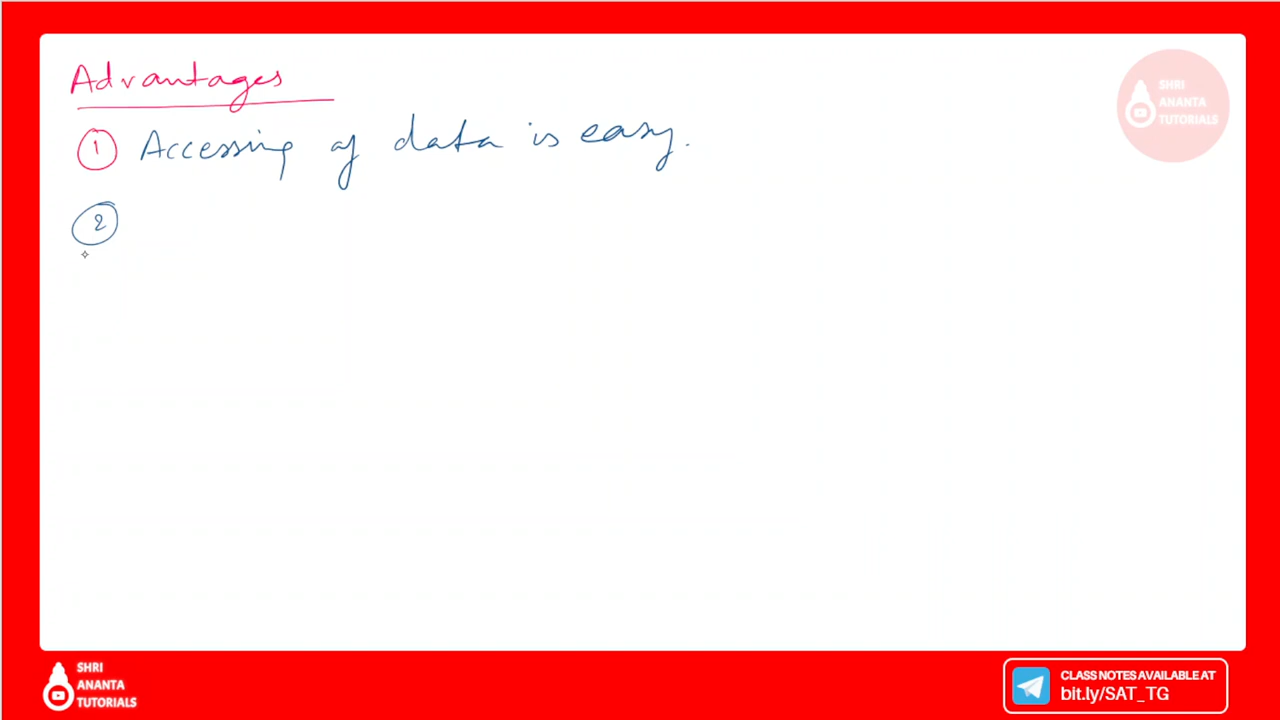 Advantages
1 Accessing of data is easy.
2
SHRI
ANANTA
TUTORIALS
SHRI
ANANTA
TUTORIALS
CLASS NOTES AVAILABLE AT
bit.ly/SAT_TG